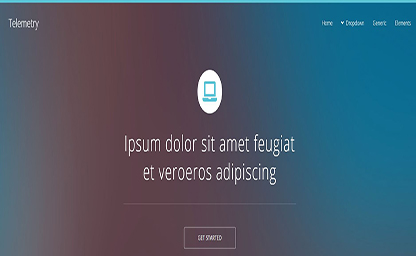 Telemetry
Home Dropdown Generic Elements
Ipsum dolor sit amet feugiat
et veroeros adipiscing
GET STARTED